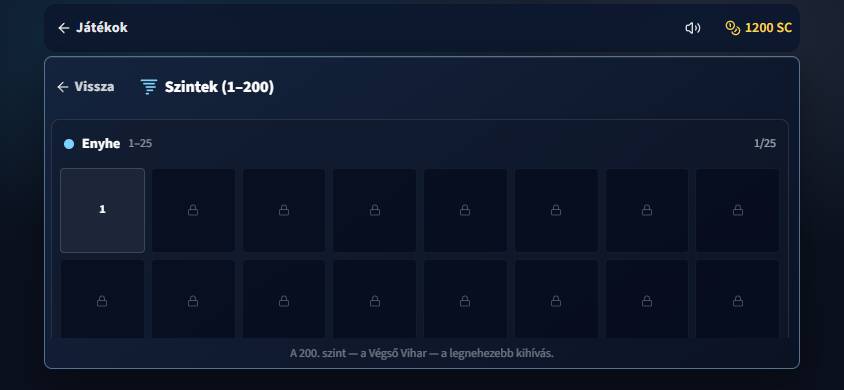 Játékok
1200 SC
Vissza
Szintek (1–200)
Enyhe 1–25
1/25
1
A 200. szint — a Végső Vihar — a legnehezebb kihívás.